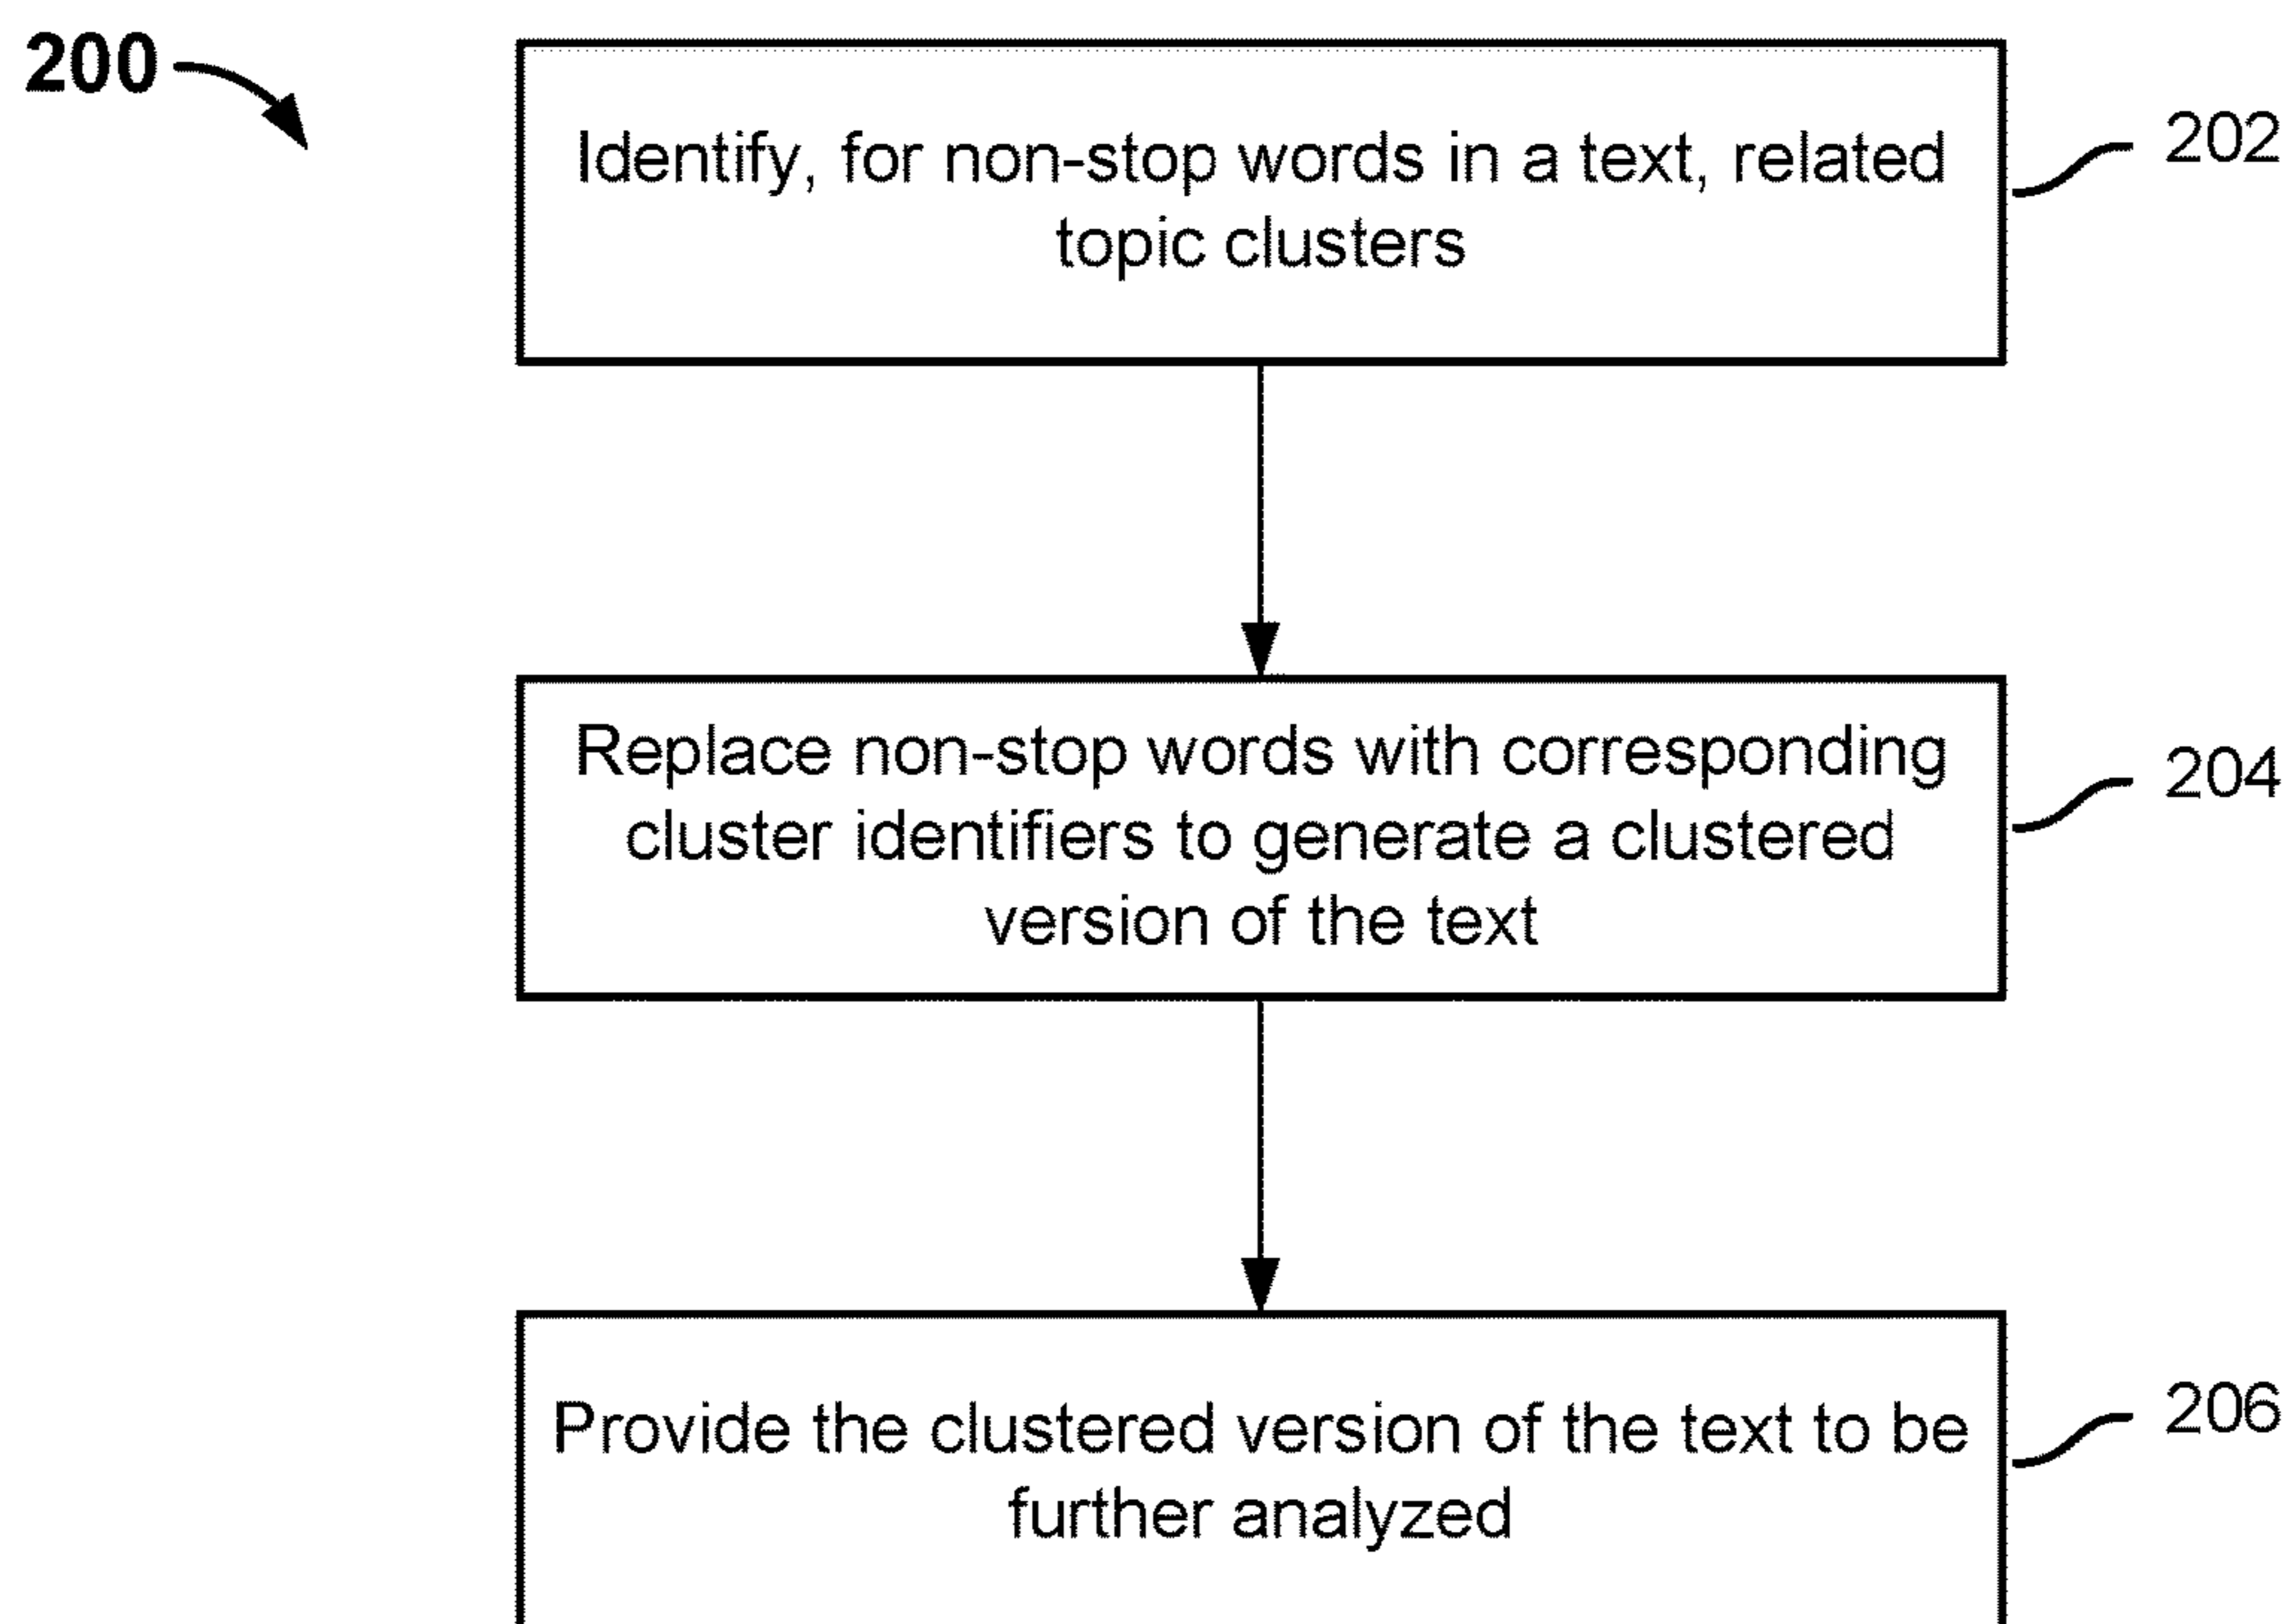 200
Identify, for non-stop words in a text, related
topic clusters
202
Replace non-stop words with corresponding
cluster identifiers to generate a clustered
version of the text
204
Provide the clustered version of the text to be
further analyzed
206